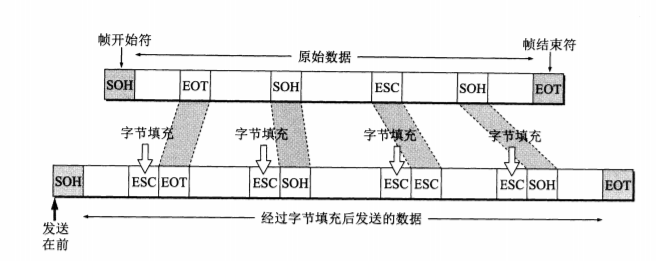 帧开始符
原始数据
帧结束符
SOH EOT SOH ESC SOH EOT
字节填充 字节填充 字节填充 字节填充
SOH ESC EOT ESC SOH ESC ESC ESC SOH EOT
经过字节填充后发送的数据
发送
在前